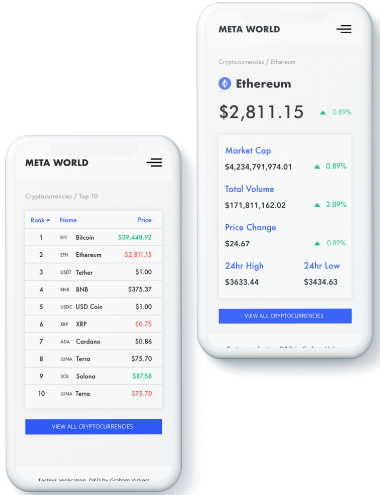 META WORLD
Cryptocurrencies / Ethereum
Ethereum
$2,811.15 0.89%
Market Cap
$4,234,791,974.01 0.89%
Total Volume
$171,811,162.02 2.09%
Price Change
$24.67 0.89%
24hr High 24hr Low
$3633.44 $3434.63
VIEW ALL CRYPTOCURRENCIES
META WORLD
Cryptocurrencies / Top 10
Rank Name Price
1 BTC Bitcoin $39,448.92
2 ETH Ethereum $2,811.15
3 USDT Tether $1.00
4 BNB BNB $375.37
5 USDC USD Coin $1.00
6 XRP XRP $0.75
7 ADA Cardano $0.86
8 LUNA Terra $75.70
9 SOL Solana $87.58
10 LUNA Terra $75.70
VIEW ALL CRYPTOCURRENCIES
Testing application, D&D by Graham